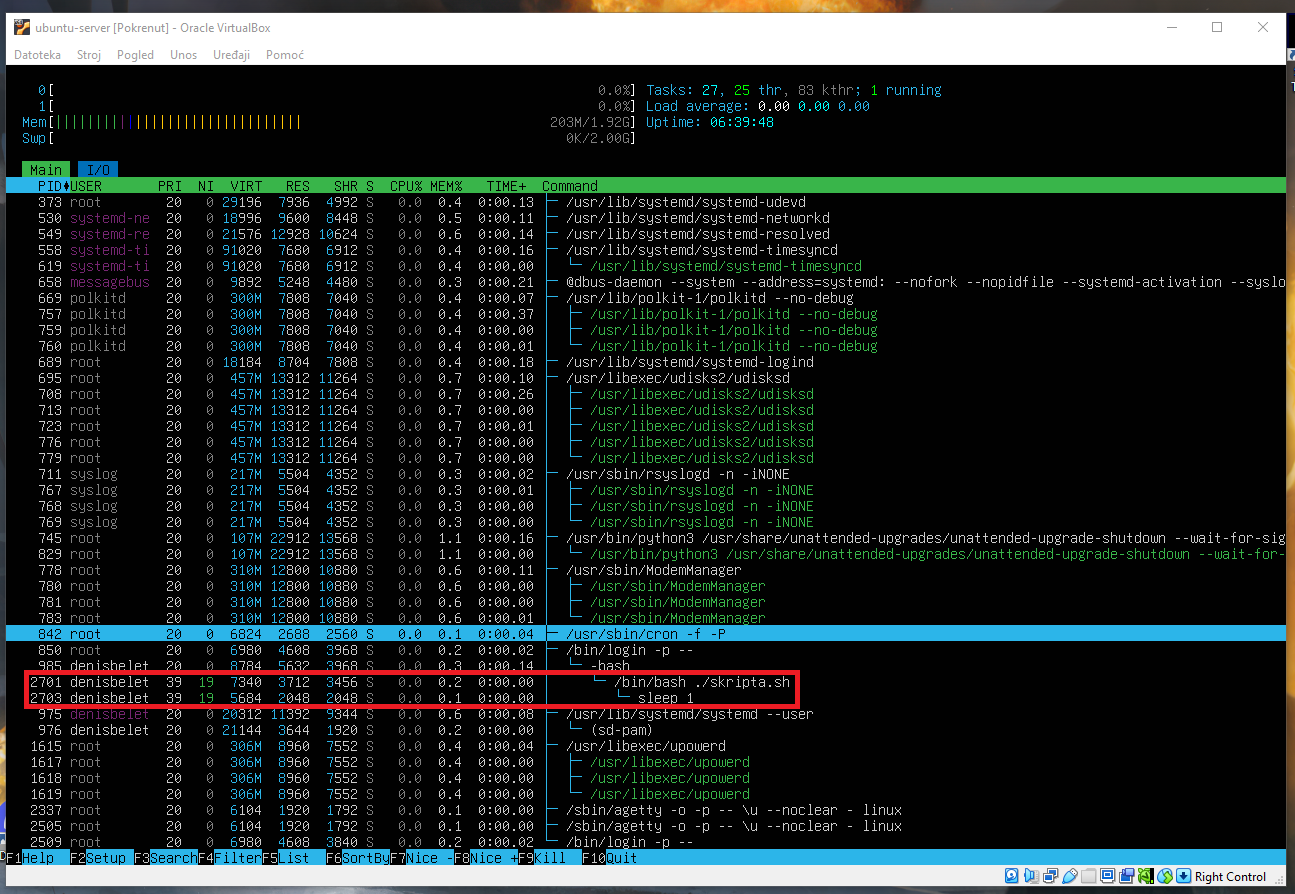 ubuntu-server [Pokrenut] - Oracle VirtualBox
Datoteka Stroj Pogled Unos Uređaji Pomoć
0[ 0.0%] Tasks: 27, 25 thr, 83 kthr; 1 running
1[ 0.0%] Load average: 0.00 0.00 0.00
Mem[|||||||||||||||||||||||||||||| 203M/1.92G] Uptime: 06:39:48
Swp[ 0K/2.00G]
Main I/O
PID USER PRI NI VIRT RES SHR S CPU% MEM% TIME+ Command
373 root 20 0 29196 7936 4992 S 0.0 0.4 0:00.13 ├─ /usr/lib/systemd/systemd-udevd
530 systemd-ne 20 0 18996 9600 8448 S 0.0 0.5 0:00.11 ├─ /usr/lib/systemd/systemd-networkd
549 systemd-re 20 0 21576 12928 10624 S 0.0 0.6 0:00.14 ├─ /usr/lib/systemd/systemd-resolved
558 systemd-ti 20 0 91020 7680 6912 S 0.0 0.4 0:00.16 ├─ /usr/lib/systemd/systemd-timesyncd
619 systemd-ti 20 0 91020 7680 6912 S 0.0 0.4 0:00.00 │ └─ /usr/lib/systemd/systemd-timesyncd
658 messagebus 20 0 9892 5248 4480 S 0.0 0.3 0:00.21 ├─ @dbus-daemon --system --address=systemd: --nofork --nopidfile --systemd-activation --syslo
669 polkitd 20 0 300M 7808 7040 S 0.0 0.4 0:00.07 ├─ /usr/lib/polkit-1/polkitd --no-debug
757 polkitd 20 0 300M 7808 7040 S 0.0 0.4 0:00.37 │ ├─ /usr/lib/polkit-1/polkitd --no-debug
759 polkitd 20 0 300M 7808 7040 S 0.0 0.4 0:00.00 │ ├─ /usr/lib/polkit-1/polkitd --no-debug
760 polkitd 20 0 300M 7808 7040 S 0.0 0.4 0:00.01 │ └─ /usr/lib/polkit-1/polkitd --no-debug
689 root 20 0 18184 8704 7808 S 0.0 0.4 0:00.18 ├─ /usr/lib/systemd/systemd-logind
695 root 20 0 457M 13312 11264 S 0.0 0.7 0:00.10 ├─ /usr/libexec/udisks2/udisksd
708 root 20 0 457M 13312 11264 S 0.0 0.7 0:00.26 │ ├─ /usr/libexec/udisks2/udisksd
713 root 20 0 457M 13312 11264 S 0.0 0.7 0:00.00 │ ├─ /usr/libexec/udisks2/udisksd
723 root 20 0 457M 13312 11264 S 0.0 0.7 0:00.01 │ ├─ /usr/libexec/udisks2/udisksd
776 root 20 0 457M 13312 11264 S 0.0 0.7 0:00.00 │ ├─ /usr/libexec/udisks2/udisksd
779 root 20 0 457M 13312 11264 S 0.0 0.7 0:00.00 │ └─ /usr/libexec/udisks2/udisksd
711 syslog 20 0 217M 5504 4352 S 0.0 0.3 0:00.02 ├─ /usr/sbin/rsyslogd -n -iNONE
767 syslog 20 0 217M 5504 4352 S 0.0 0.3 0:00.01 │ ├─ /usr/sbin/rsyslogd -n -iNONE
768 syslog 20 0 217M 5504 4352 S 0.0 0.3 0:00.00 │ ├─ /usr/sbin/rsyslogd -n -iNONE
769 syslog 20 0 217M 5504 4352 S 0.0 0.3 0:00.00 │ └─ /usr/sbin/rsyslogd -n -iNONE
745 root 20 0 107M 22912 13568 S 0.0 1.1 0:00.16 ├─ /usr/bin/python3 /usr/share/unattended-upgrades/unattended-upgrade-shutdown --wait-for-sig
829 root 20 0 107M 22912 13568 S 0.0 1.1 0:00.00 │ └─ /usr/bin/python3 /usr/share/unattended-upgrades/unattended-upgrade-shutdown --wait-for-
778 root 20 0 310M 12800 10880 S 0.0 0.6 0:00.11 ├─ /usr/sbin/ModemManager
780 root 20 0 310M 12800 10880 S 0.0 0.6 0:00.00 │ ├─ /usr/sbin/ModemManager
781 root 20 0 310M 12800 10880 S 0.0 0.6 0:00.00 │ ├─ /usr/sbin/ModemManager
783 root 20 0 310M 12800 10880 S 0.0 0.6 0:00.01 │ └─ /usr/sbin/ModemManager
842 root 20 0 6824 2688 2560 S 0.0 0.1 0:00.04 ├─ /usr/sbin/cron -f -P
850 root 20 0 6980 4608 3968 S 0.0 0.2 0:00.02 ├─ /bin/login -p --
985 denisbelet 20 0 8784 5632 3968 S 0.0 0.3 0:00.14 │ └─ -bash
2701 denisbelet 39 19 7340 3712 3456 S 0.0 0.2 0:00.00 │ └─ /bin/bash ./skripta.sh
2703 denisbelet 39 19 5684 2048 2048 S 0.0 0.1 0:00.00 │ └─ sleep 1
975 denisbelet 20 0 20312 11392 9344 S 0.0 0.6 0:00.08 ├─ /usr/lib/systemd/systemd --user
976 denisbelet 20 0 21144 3644 1920 S 0.0 0.2 0:00.00 │ └─ (sd-pam)
1615 root 20 0 306M 8960 7552 S 0.0 0.4 0:00.04 ├─ /usr/libexec/upowerd
1617 root 20 0 306M 8960 7552 S 0.0 0.4 0:00.00 │ ├─ /usr/libexec/upowerd
1618 root 20 0 306M 8960 7552 S 0.0 0.4 0:00.00 │ ├─ /usr/libexec/upowerd
1619 root 20 0 306M 8960 7552 S 0.0 0.4 0:00.00 │ └─ /usr/libexec/upowerd
2337 root 20 0 6104 1920 1792 S 0.0 0.1 0:00.00 ├─ /sbin/agetty -o -p -- \u --noclear - linux
2505 root 20 0 6104 1920 1792 S 0.0 0.1 0:00.00 ├─ /sbin/agetty -o -p -- \u --noclear - linux
2509 root 20 0 6980 4608 3840 S 0.0 0.2 0:00.02 └─ /bin/login -p --
F1Help F2Setup F3SearchF4FilterF5List F6SortByF7Nice -F8Nice +F9Kill F10Quit
Right Control